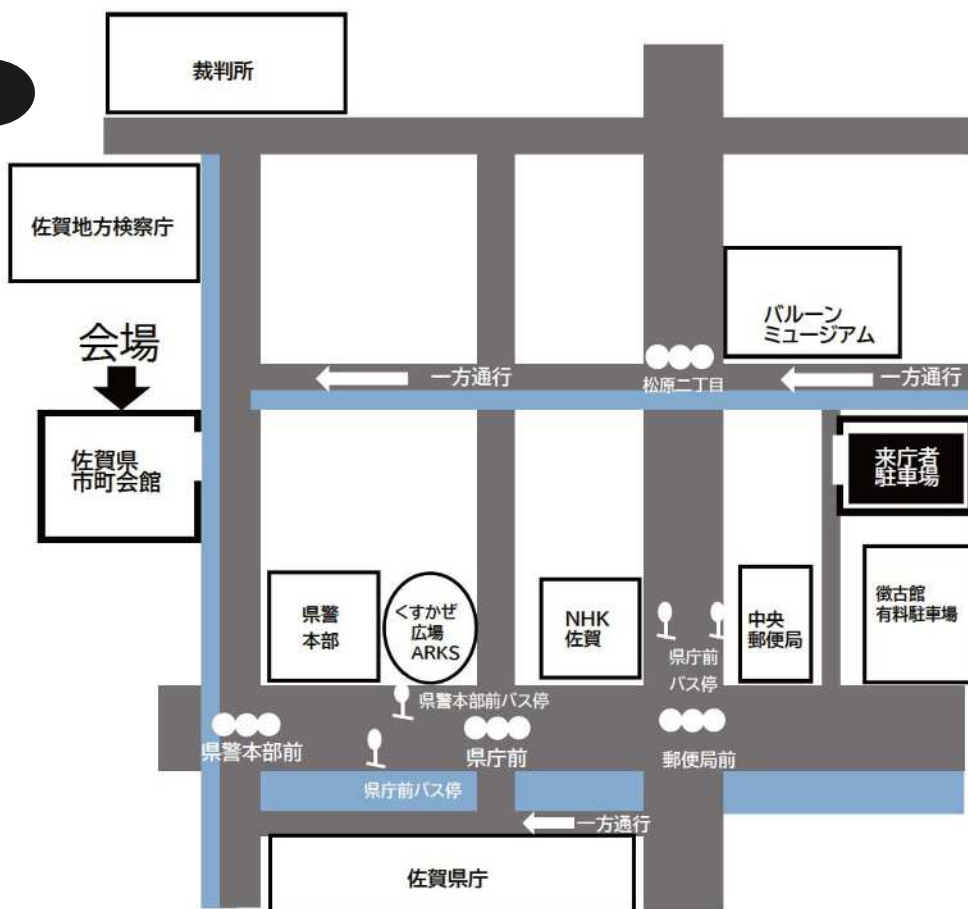 裁判所
佐賀地方検察庁
会場
バルーン
ミュージアム
一方通行
松原二丁目
一方通行
佐賀県
市町会館
来庁者
駐車場
県警
本部
くすかぜ
広場
ARKS
NHK
佐賀
県庁前
バス停
中央
郵便局
徴古館
有料駐車場
県警本部前バス停
県警本部前
県庁前
郵便局前
県庁前バス停
一方通行
佐賀県庁